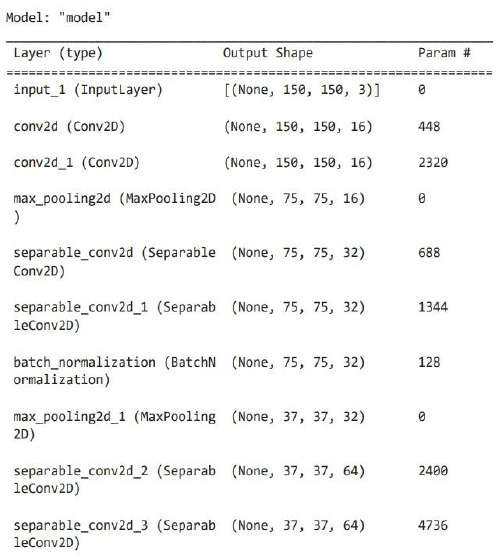 Model: "model"
Layer (type) Output Shape Param #
=================================================================
input_1 (InputLayer) [(None, 150, 150, 3)] 0
conv2d (Conv2D) (None, 150, 150, 16) 448
conv2d_1 (Conv2D) (None, 150, 150, 16) 2320
max_pooling2d (MaxPooling2D (None, 75, 75, 16) 0
)
separable_conv2d (Separable (None, 75, 75, 32) 688
Conv2D)
separable_conv2d_1 (Separab (None, 75, 75, 32) 1344
leConv2D)
batch_normalization (BatchN (None, 75, 75, 32) 128
ormalization)
max_pooling2d_1 (MaxPooling (None, 37, 37, 32) 0
2D)
separable_conv2d_2 (Separab (None, 37, 37, 64) 2400
leConv2D)
separable_conv2d_3 (Separab (None, 37, 37, 64) 4736
leConv2D)